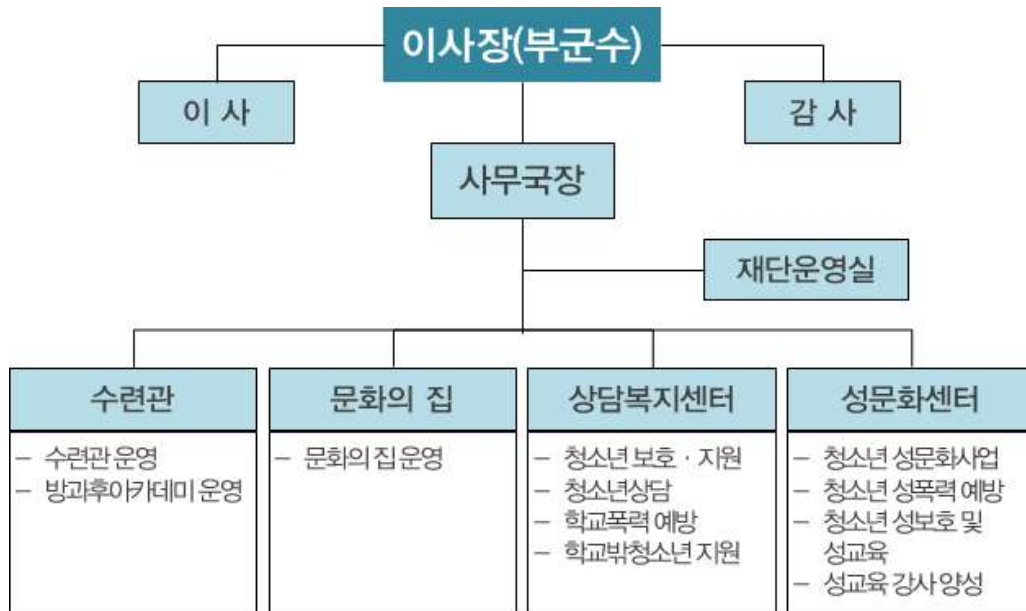 이사장(부군수)
이 사
감 사
사무국장
재단운영실
수련관
– 수련관 운영
– 방과후아카데미 운영
문화의 집
– 문화의 집 운영
상담복지센터
– 청소년 보호 · 지원
– 청소년상담
– 학교폭력 예방
– 학교밖청소년 지원
성문화센터
– 청소년 성문화사업
– 청소년 성폭력 예방
– 청소년 성보호 및
성교육
– 성교육 강사 양성